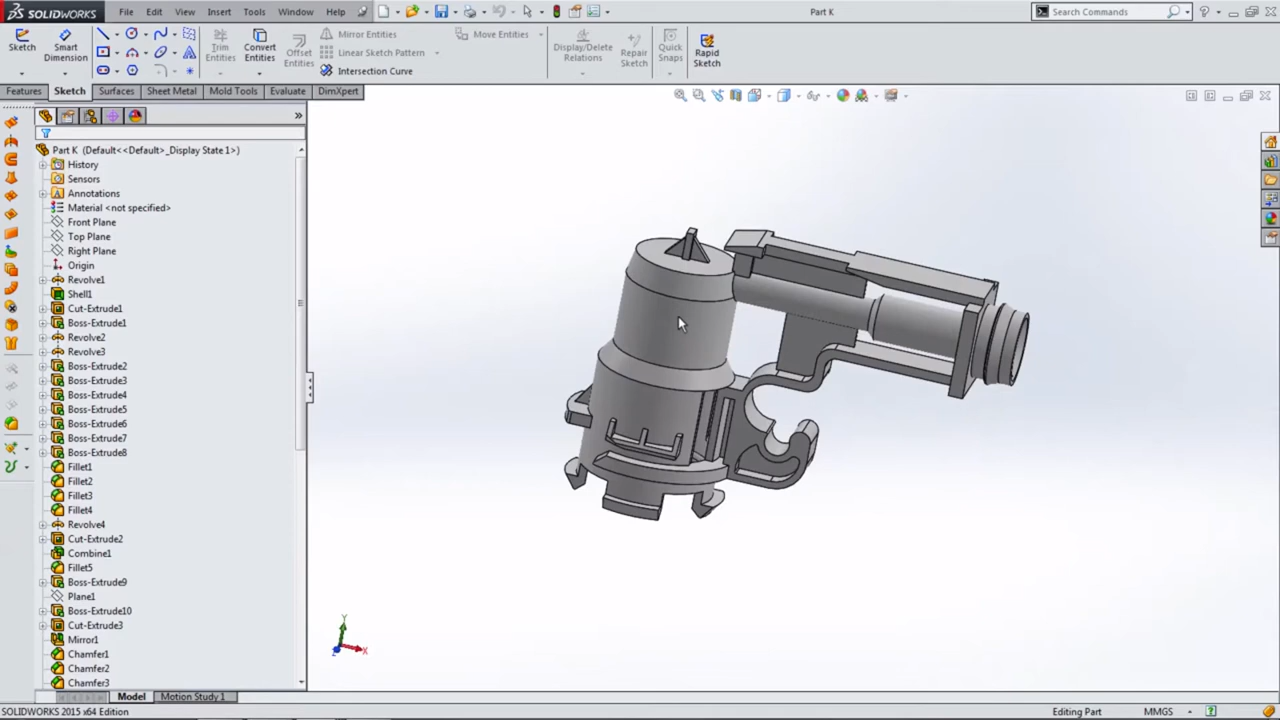 SOLIDWORKS File Edit View Insert Tools Window Help Part K Search Commands
Sketch Smart Dimension Trim Entities Convert Entities Offset Entities Mirror Entities Linear Sketch Pattern Intersection Curve Move Entities Display/Delete Relations Repair Sketch Quick Snaps Rapid Sketch
Features Sketch Surfaces Sheet Metal Mold Tools Evaluate DimXpert
Part K (Default<<Default>_Display State 1>)
History
Sensors
Annotations
Material <not specified>
Front Plane
Top Plane
Right Plane
Origin
Revolve1
Shell1
Cut-Extrude1
Boss-Extrude1
Revolve2
Revolve3
Boss-Extrude2
Boss-Extrude3
Boss-Extrude4
Boss-Extrude5
Boss-Extrude6
Boss-Extrude7
Boss-Extrude8
Fillet1
Fillet2
Fillet3
Fillet4
Revolve4
Cut-Extrude2
Combine1
Fillet5
Boss-Extrude9
Plane1
Boss-Extrude10
Cut-Extrude3
Mirror1
Chamfer1
Chamfer2
Chamfer3
Y
X
Z
Model Motion Study 1
SOLIDWORKS 2015 x64 Edition Editing Part MMGS